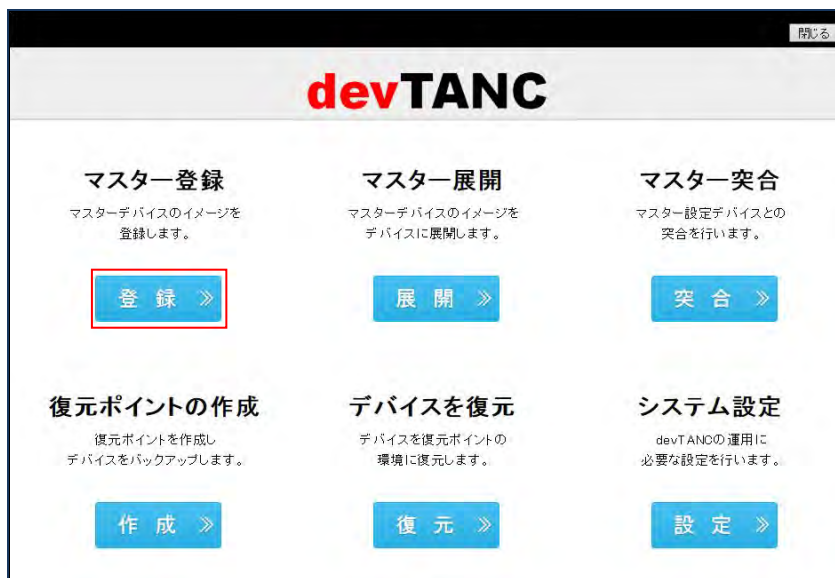 閉じる
devTANC
マスター登録
マスター展開
マスター突合
マスターデバイスのイメージを
登録します。
マスターデバイスのイメージを
デバイスに展開します。
マスター設定デバイスとの
突合を行います。
登 録 »
展 開 »
突 合 »
復元ポイントの作成
デバイスを復元
システム設定
復元ポイントを作成し
デバイスをバックアップします。
デバイスを復元ポイントの
環境に復元します。
devTANCの運用に
必要な設定を行います。
作 成 »
復 元 »
設 定 »